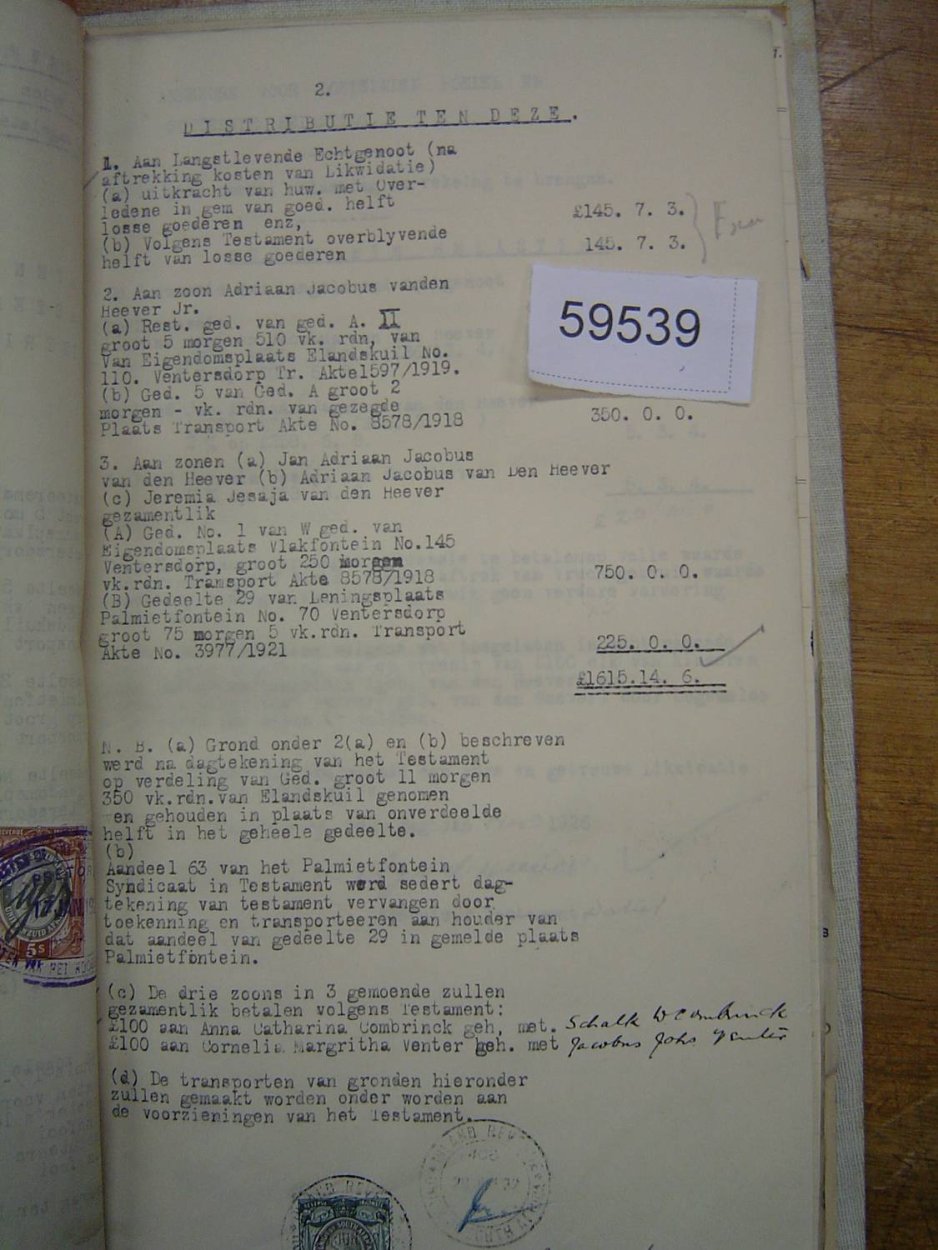 2.
DISTRIBUTIE TEN DEZE.
1. Aan Langstlevende Echtgenoot (na
aftrekking kosten van Likwidatie)
(a) uitkracht van huw. met Over-
ledene in gem van goed. helft
losse goederen enz, £145. 7. 3.
(b) Volgens Testament overblyvende 145. 7. 3.
helft van losse goederen
2. Aan zoon Adriaan Jacobus vanden
Heever Jr.
(a) Rest. ged. van ged. A. II
groot 5 morgen 510 vk. rdn, van
Van Eigendomsplaats Elandskuil No.
110. Ventersdorp Tr. Akte1597/1919.
(b) Ged. 5 van Ged. A groot 2
morgen - vk. rdn. van gezegde 350. 0. 0.
Plaats Transport Akte No. 8578/1918
59539
3. Aan zonen (a) Jan Adriaan Jacobus
van den Heever (b) Adriaan Jacobus van Den Heever
(c) Jeremia Jesaja van den Heever
gezamentlik
(A) Ged. No. 1 van W ged. van
Eigendomsplaats Vlakfontein No.145
Ventersdorp, groot 250 morgen
vk.rdn. Transport Akte 8578/1918 750. 0. 0.
(B) Gedeelte 29 van Leningsplaats
Palmietfontein No. 70 Ventersdorp
groot 75 morgen 5 vk.rdn. Transport
Akte No. 3977/1921 225. 0. 0.
£1615.14. 6.
N. B. (a) Grond onder 2(a) en (b) beschreven
werd na dagtekening van het Testament
op verdeling van Ged. groot 11 morgen
350 vk.rdn.van Elandskuil genomen
en gehouden in plaats van onverdeelde
helft in het geheele gedeelte.
(b)
Aandeel 63 van het Palmietfontein
Syndicaat in Testament werd sedert dag-
tekening van testament vervangen door
toekenning en transporteeren aan houder van
dat aandeel van gedeelte 29 in gemelde plaats
Palmietfontein.
(c) De drie zoons in 3 gemoende zullen
gezamentlik betalen volgens Testament:
£100 aan Anna Catharina Combrinck geh, met. Schalk W Combrinck
£100 aan Cornelia Margritha Venter geh. met Jacobus Johs Venter
(d) De transporten van gronden hieronder
zullen gemaakt worden onder worden aan
de voorzieningen van het Testament.
5s